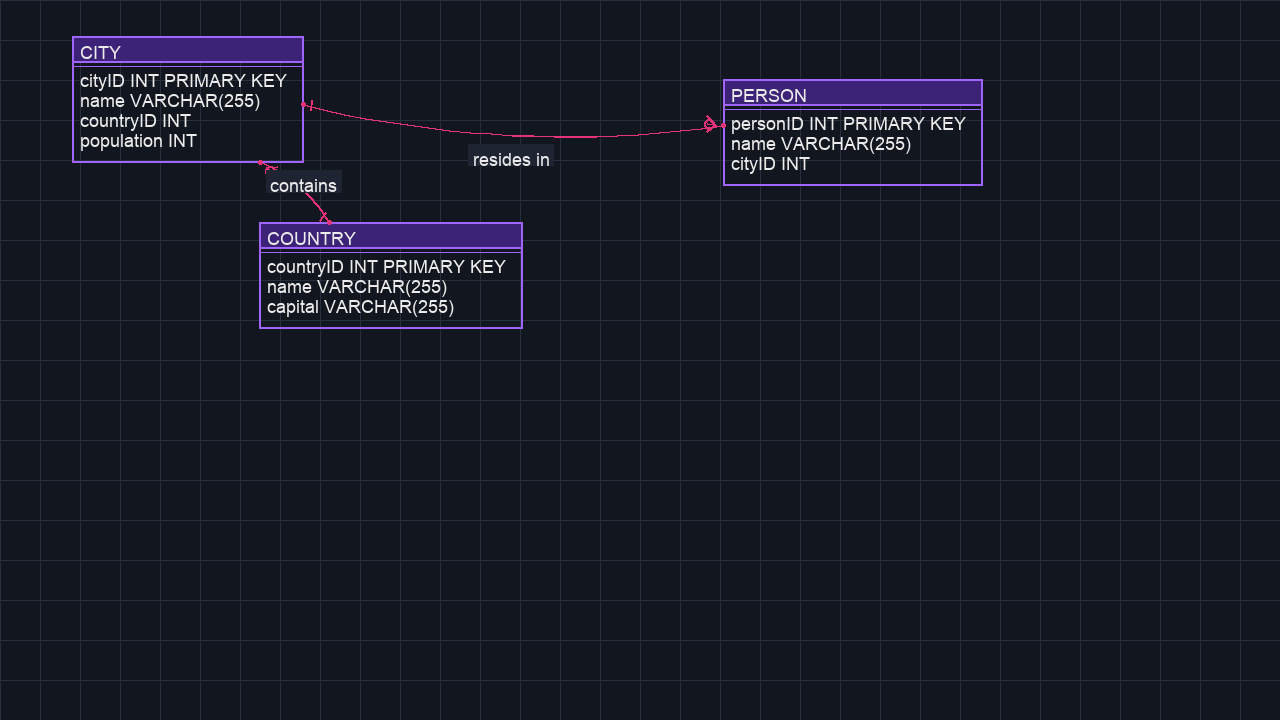 CITY
cityID INT PRIMARY KEY
name VARCHAR(255)
countryID INT
population INT
PERSON
personID INT PRIMARY KEY
name VARCHAR(255)
cityID INT
resides in
contains
COUNTRY
countryID INT PRIMARY KEY
name VARCHAR(255)
capital VARCHAR(255)